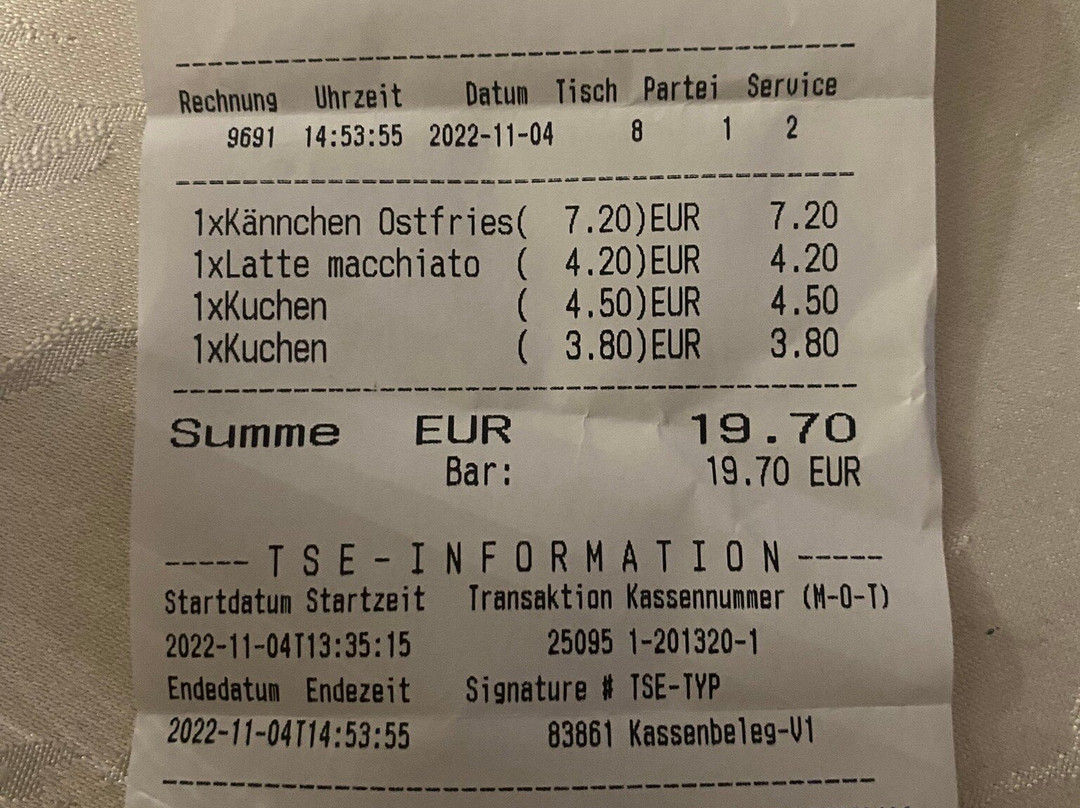 Rechnung Uhrzeit Datum Tisch Partei Service
9691 14:53:55 2022-11-04 8 1 2
1xKännchen Ostfries( 7.20)EUR 7.20
1xLatte macchiato ( 4.20)EUR 4.20
1xKuchen ( 4.50)EUR 4.50
1xKuchen ( 3.80)EUR 3.80
Summe EUR 19.70
Bar: 19.70 EUR
-----TSE-INFORMATION-----
Startdatum Startzeit Transaktion Kassennummer (M-O-T)
2022-11-04T13:35:15 25095 1-201320-1
Endedatum Endezeit Signature # TSE-TYP
2022-11-04T14:53:55 83861 Kassenbeleg-V1